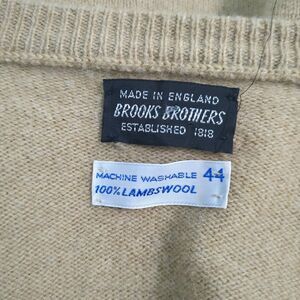 MADE IN ENGLAND
BROOKS BROTHERS
ESTABLISHED 1818
MACHINE WASHABLE 44
100% LAMBSWOOL